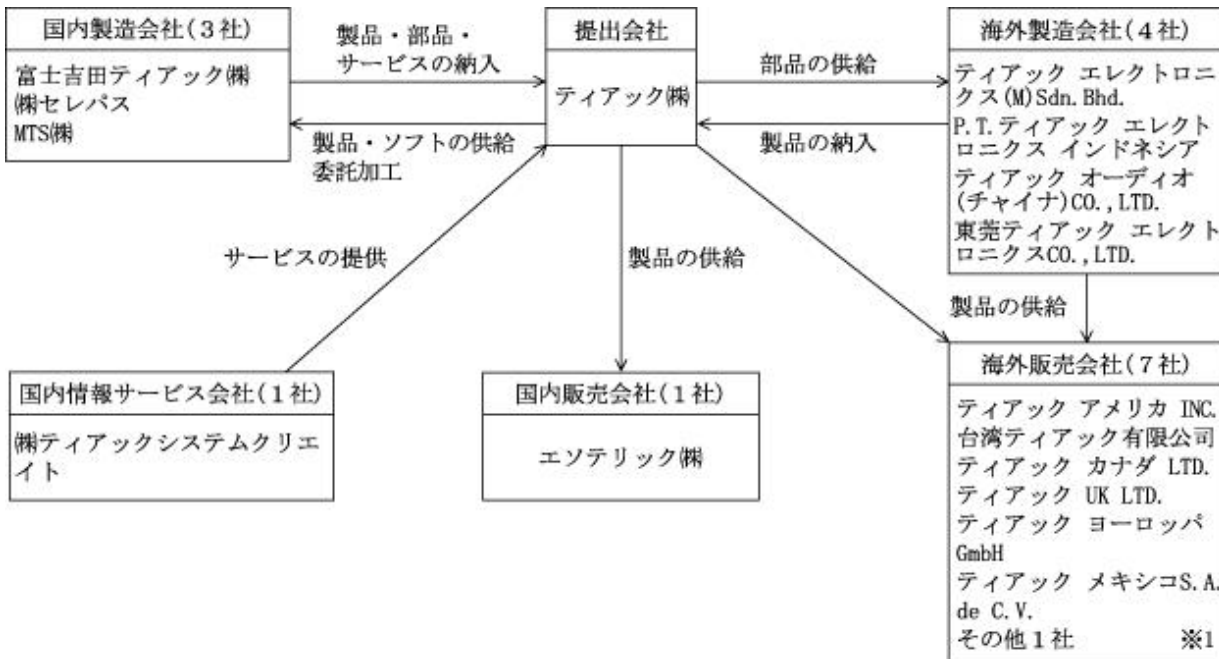 国内製造会社(3社)
富士吉田ティアック㈱
㈱セレパス
MTS㈱
製品・部品・
サービスの納入
製品・ソフトの供給
委託加工
提出会社
ティアック㈱
部品の供給
製品の納入
海外製造会社(4社)
ティアック エレクトロニ
クス(M)Sdn.Bhd.
P.T.ティアック エレクト
ロニクス インドネシア
ティアック オーディオ
(チャイナ)CO.,LTD.
東莞ティアック エレクト
ロニクスCO.,LTD.
サービスの提供
製品の供給
製品の供給
国内情報サービス会社(1社)
㈱ティアックシステムクリエ
イト
国内販売会社(1社)
エソテリック㈱
海外販売会社(7社)
ティアック アメリカ INC.
台湾ティアック有限公司
ティアック カナダ LTD.
ティアック UK LTD.
ティアック ヨーロッパ
GmbH
ティアック メキシコS.A.
de C.V.
その他1社 ※1